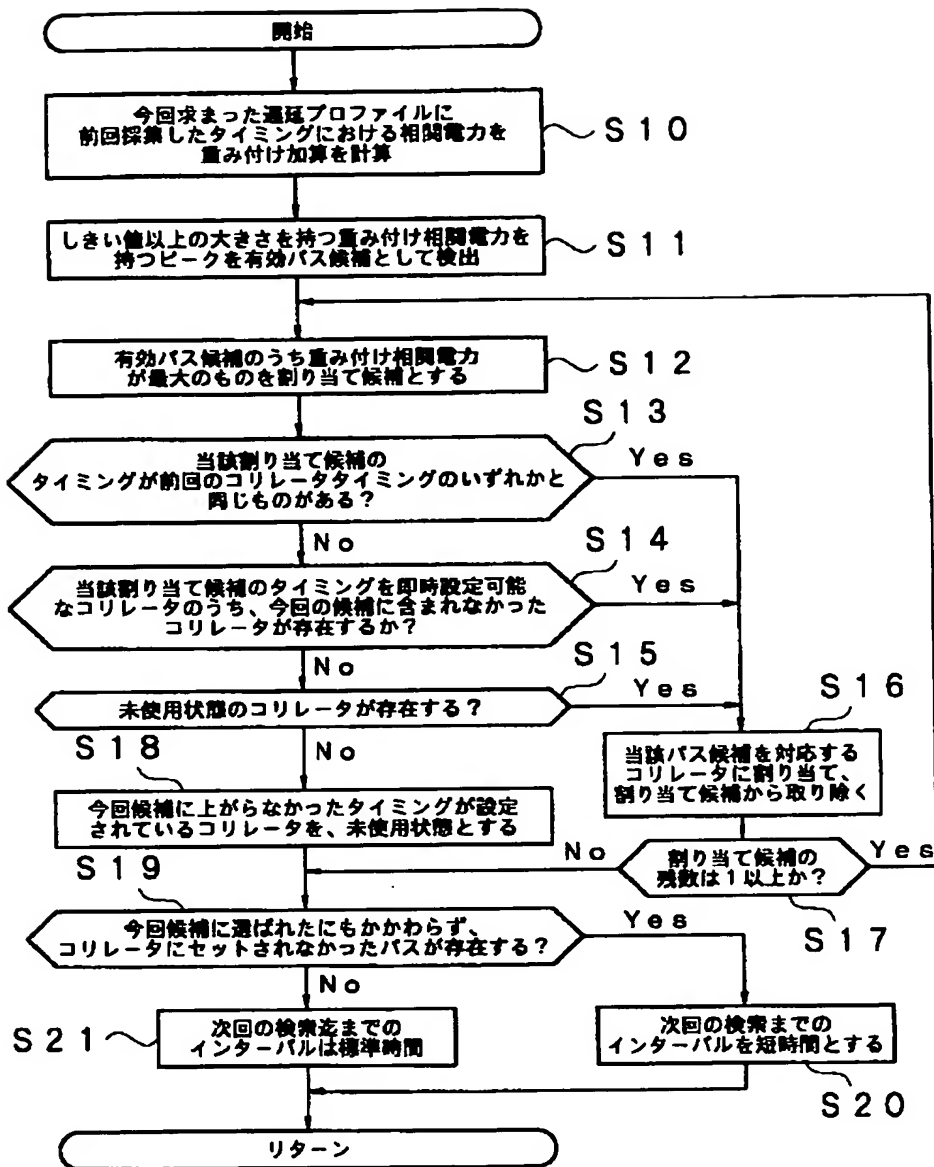 開始
今回求まった遅延プロファイルに
前回採集したタイミングにおける相関電力を
重み付け加算を計算
S10
しきい値以上の大きさを持つ重み付け相関電力を
持つピークを有効パス候補として検出
S11
有効パス候補のうち重み付け相関電力
が最大のものを割り当て候補とする
S12
S13
当該割り当て候補の
タイミングが前回のコリレータタイミングのいずれかと
同じものがある？
Yes
No
S14
当該割り当て候補のタイミングを即時設定可能
なコリレータのうち、今回の候補に含まれなかった
コリレータが存在するか？
Yes
No
S15
未使用状態のコリレータが存在する？
Yes
No
S16
当該パス候補を対応する
コリレータに割り当て、
割り当て候補から取り除く
S18
今回候補に上がらなかったタイミングが設定
されているコリレータを、未使用状態とする
No
割り当て候補の
残数は1以上か？
Yes
S17
S19
今回候補に選ばれたにもかかわらず、
コリレータにセットされなかったパスが存在する？
Yes
No
S21
次回の検索迄までの
インターバルは標準時間
次回の検索までの
インターバルを短時間とする
S20
リターン